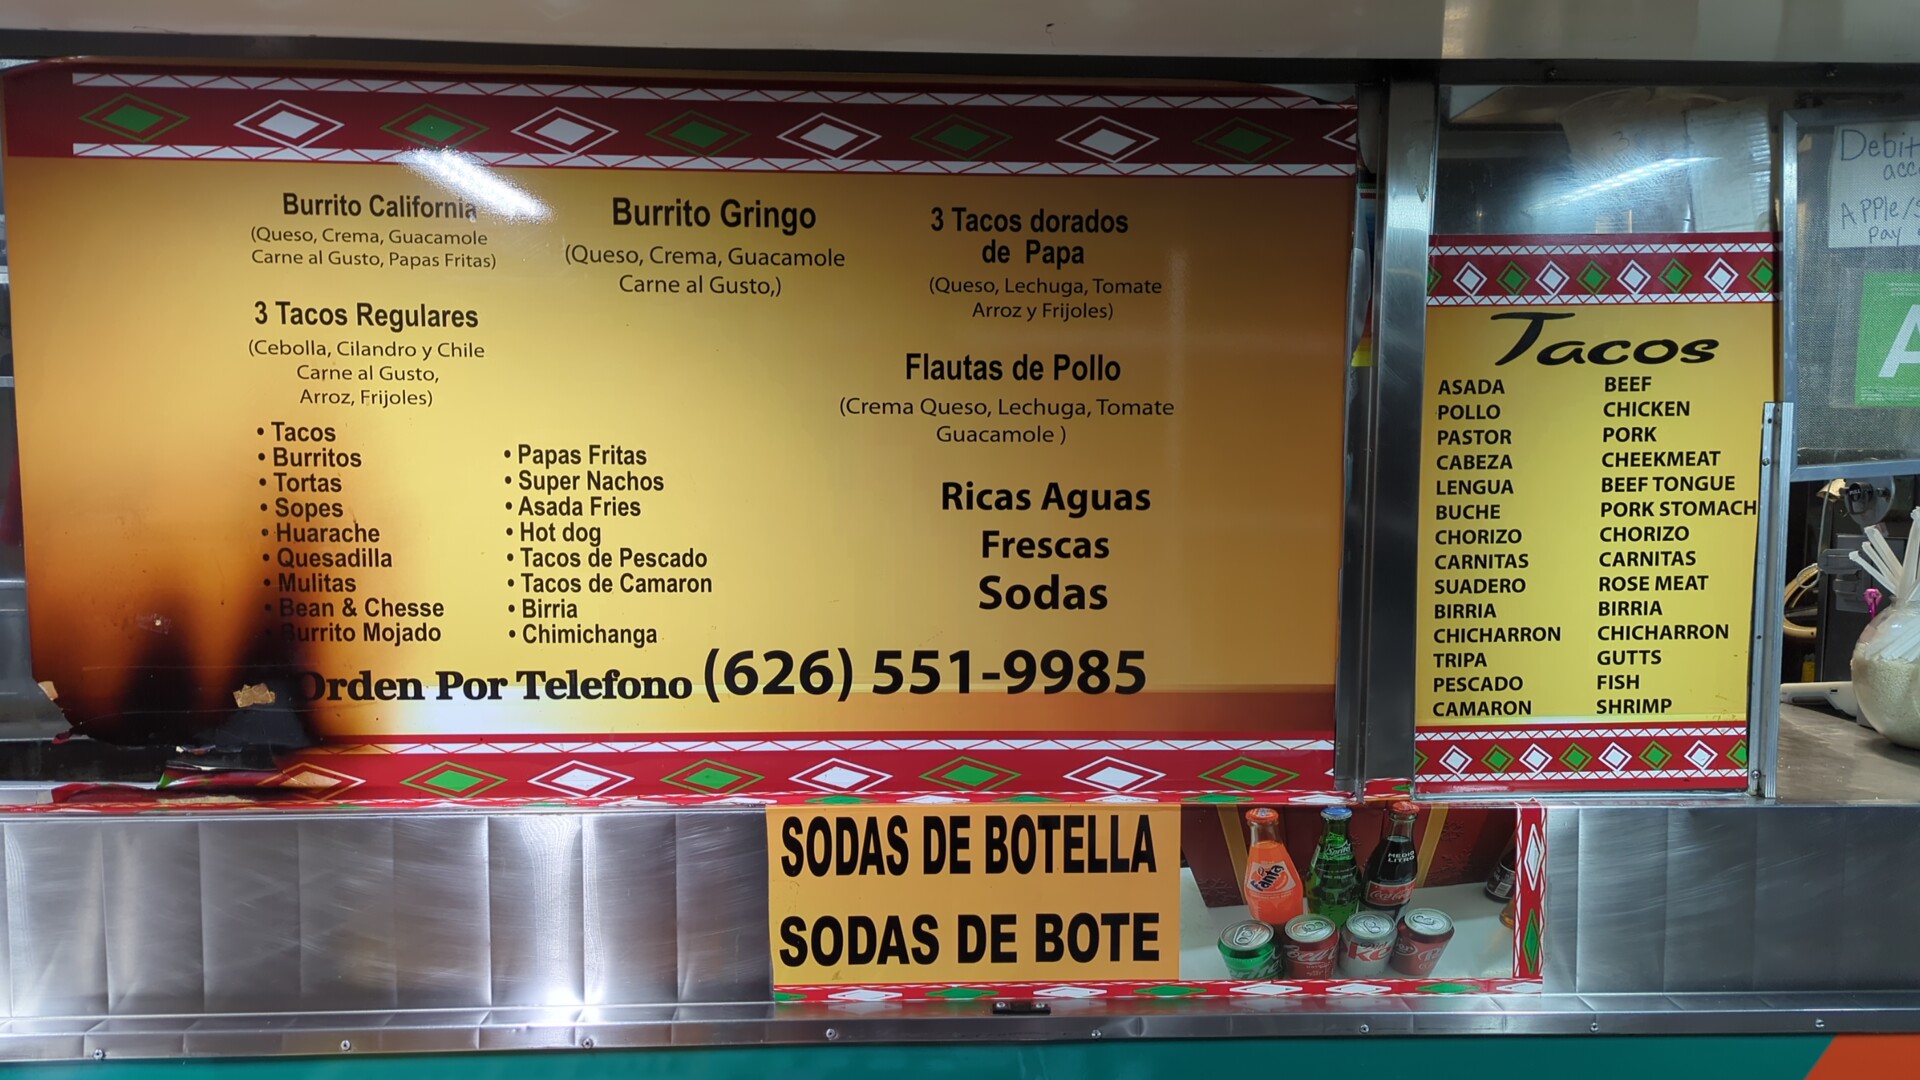 Burrito California
(Queso, Crema, Guacamole
Carne al Gusto, Papas Fritas)
3 Tacos Regulares
(Cebolla, Cilandro y Chile
Carne al Gusto,
Arroz, Frijoles)
• Tacos
• Burritos
• Tortas
• Sopes
• Huarache
• Quesadilla
• Mulitas
• Bean & Chesse
• Burrito Mojado
Burrito Gringo
(Queso, Crema, Guacamole
Carne al Gusto,)
• Papas Fritas
• Super Nachos
• Asada Fries
• Hot dog
• Tacos de Pescado
• Tacos de Camaron
• Birria
• Chimichanga
3 Tacos dorados
de Papa
(Queso, Lechuga, Tomate
Arroz y Frijoles)
Flautas de Pollo
(Crema Queso, Lechuga, Tomate
Guacamole )
Ricas Aguas
Frescas
Sodas
Orden Por Telefono (626) 551-9985
Tacos
ASADA BEEF
POLLO CHICKEN
PASTOR PORK
CABEZA CHEEKMEAT
LENGUA BEEF TONGUE
BUCHE PORK STOMACH
CHORIZO CHORIZO
CARNITAS CARNITAS
SUADERO ROSE MEAT
BIRRIA BIRRIA
CHICHARRON CHICHARRON
TRIPA GUTTS
PESCADO FISH
CAMARON SHRIMP
Debit
APPle/
Pay
A
SODAS DE BOTELLA
SODAS DE BOTE
Fanta
Sprite
MEDIO
LITRO